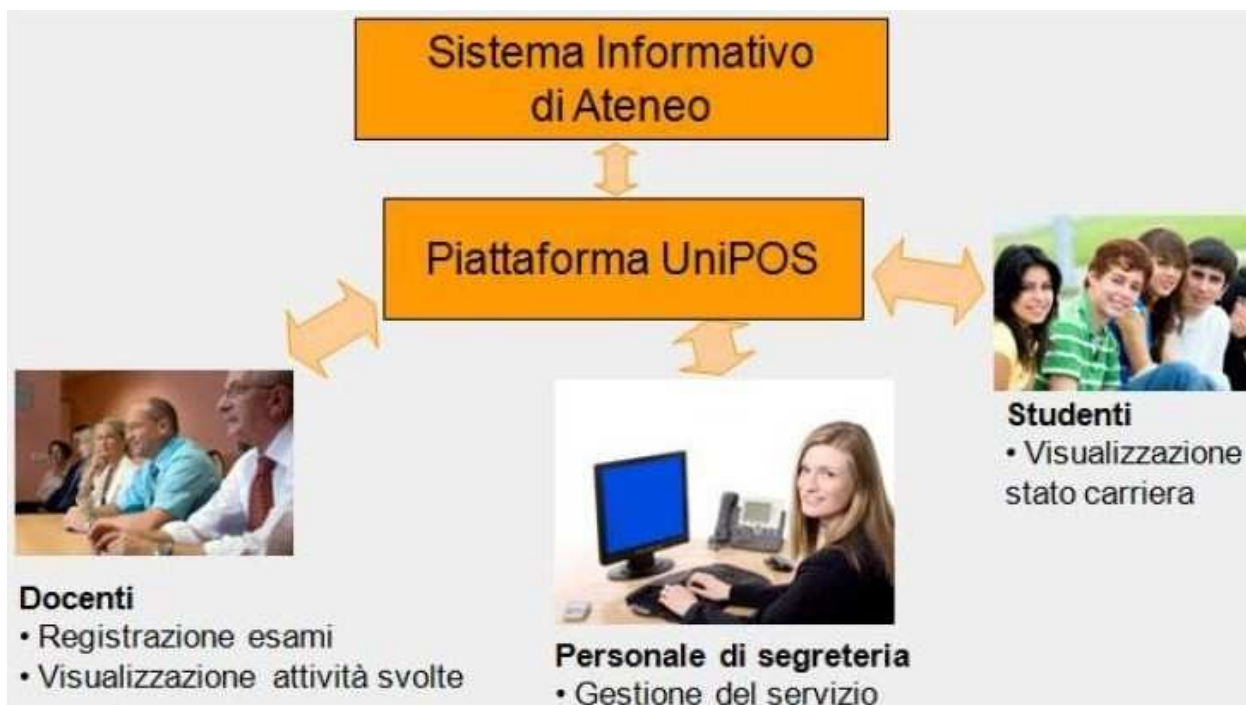 Sistema Informativo
di Ateneo
Piattaforma UniPOS
Studenti
• Visualizzazione
stato carriera
Docenti
• Registrazione esami
• Visualizzazione attività svolte
Personale di segreteria
• Gestione del servizio